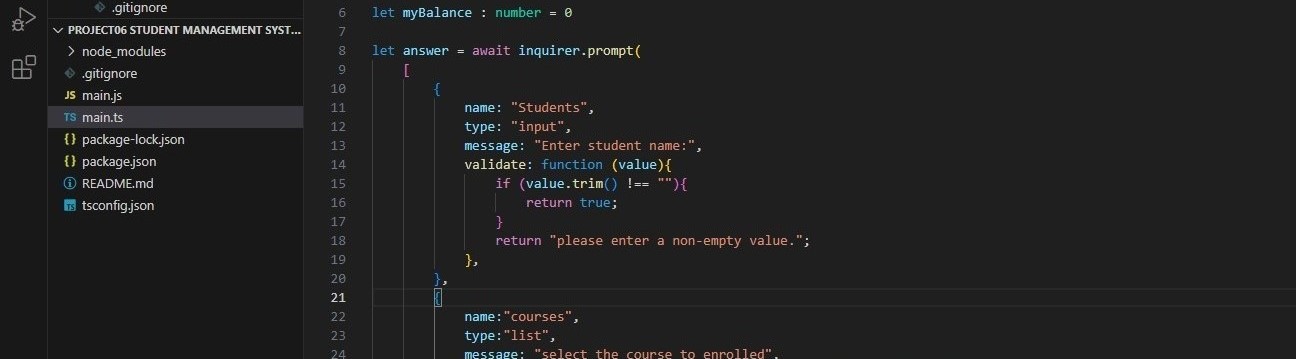 .gitignore
PROJECT06 STUDENT MANAGEMENT SYST...
node_modules
.gitignore
JS main.js
TS main.ts
{} package-lock.json
{} package.json
README.md
TS tsconfig.json
6 let myBalance : number = 0
7
8 let answer = await inquirer.prompt(
9 [
10 {
11 name: "Students",
12 type: "input",
13 message: "Enter student name:",
14 validate: function (value){
15 if (value.trim() !== ""){
16 return true;
17 }
18 return "please enter a non-empty value.";
19 },
20 },
21 {
22 name:"courses",
23 type:"list",
24 message: "select the course to enrolled",